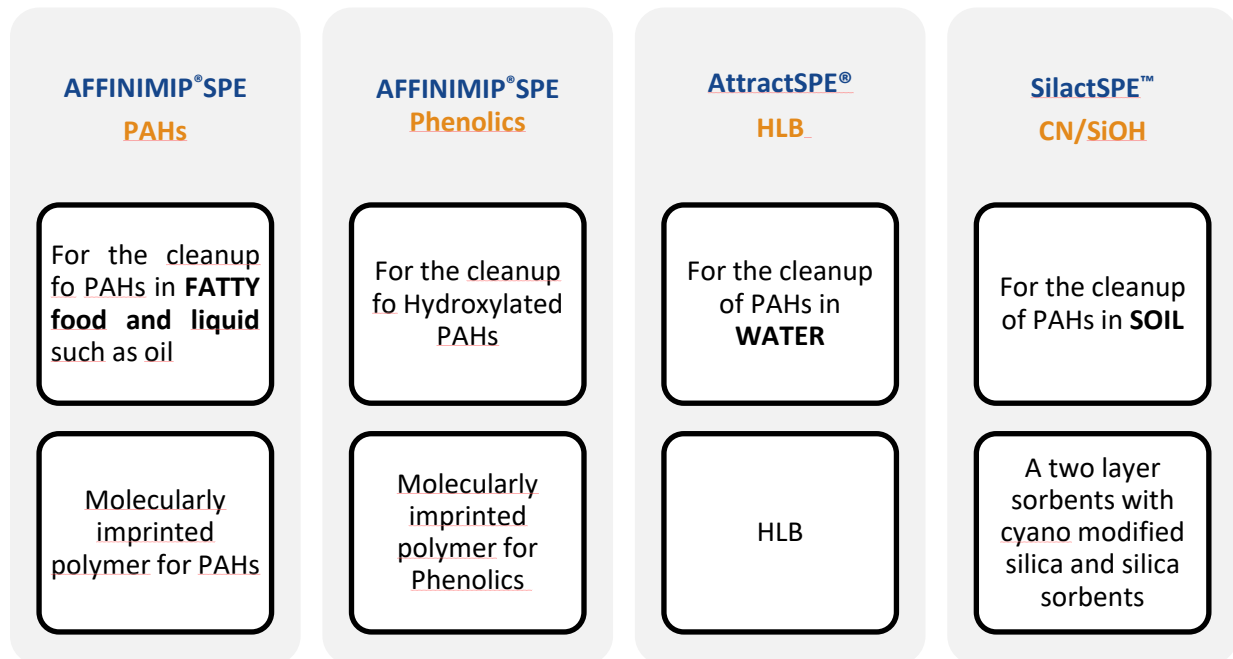 AFFINIMIP®SPE
PAHs
For the cleanup
fo PAHs in FATTY
food and liquid
such as oil
Molecularly
imprinted
polymer for PAHs
AFFINIMIP®SPE
Phenolics
For the cleanup
fo Hydroxylated
PAHs
Molecularly
imprinted
polymer for
Phenolics
AttractSPE®
HLB
For the cleanup
of PAHs in
WATER
HLB
SilactSPE™
CN/SiOH
For the cleanup
of PAHs in SOIL
A two layer
sorbents with
cyano modified
silica and silica
sorbents